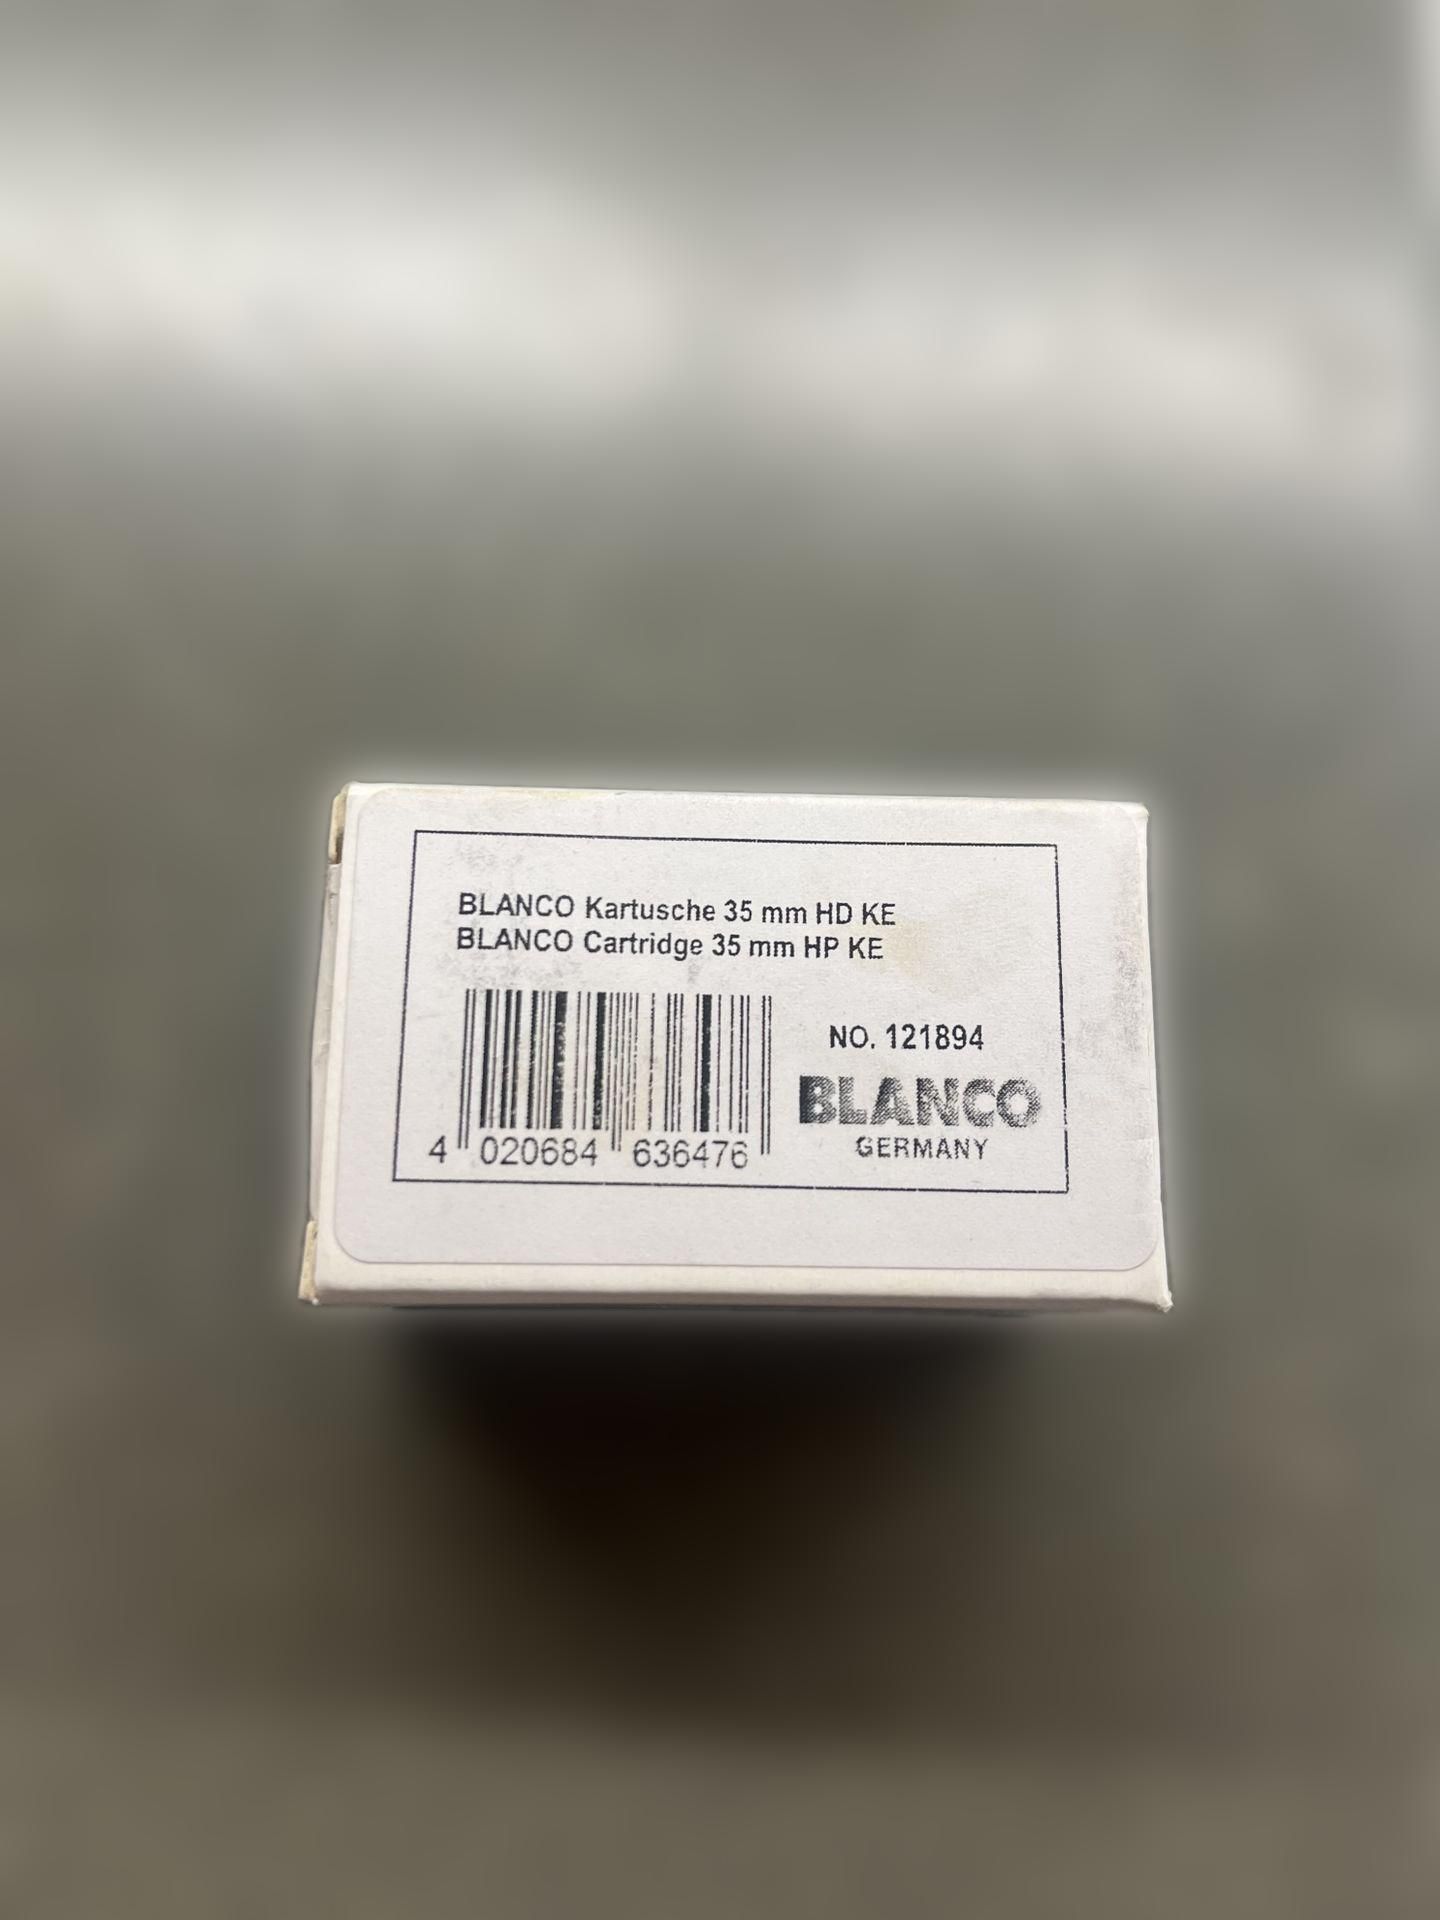 BLANCO Kartusche 35 mm HD KE
BLANCO Cartridge 35 mm HP KE
NO. 121894
BLANCO
GERMANY
4 020684 636476